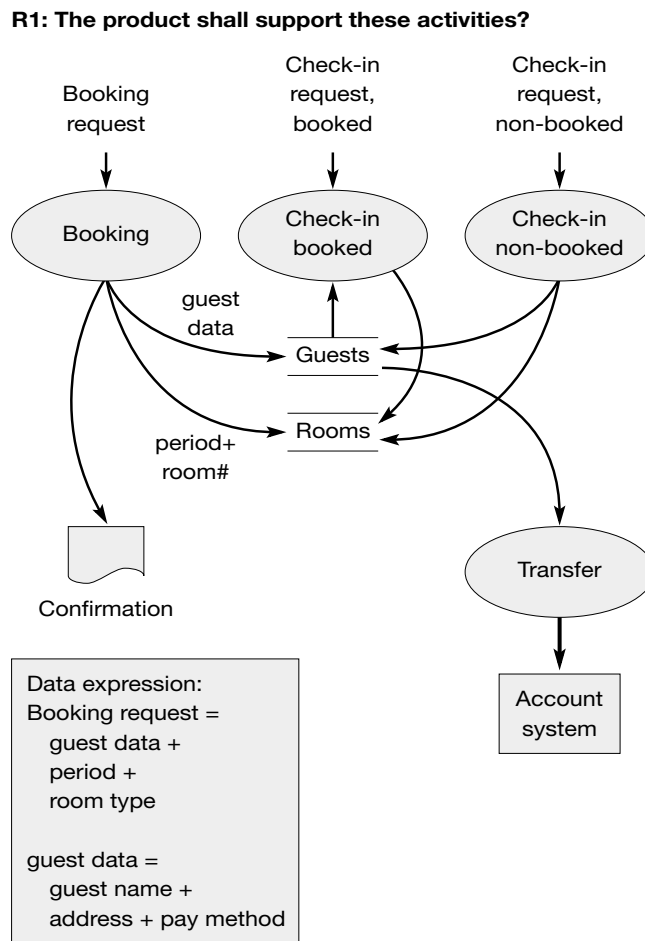 R1: The product shall support these activities?
Booking
request
Check-in
request,
booked
Check-in
request,
non-booked
Booking
Check-in
booked
Check-in
non-booked
guest
data
Guests
Rooms
period+
room#
Confirmation
Transfer
Account
system
Data expression:
Booking request =
guest data +
period +
room type
guest data =
guest name +
address + pay method